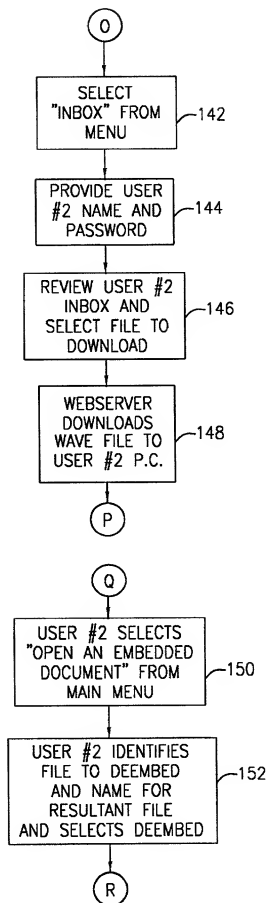 O
SELECT
"INBOX" FROM
MENU
142
PROVIDE USER
#2 NAME AND
PASSWORD
144
REVIEW USER #2
INBOX AND
SELECT FILE TO
DOWNLOAD
146
WEBSERVER
DOWNLOADS
WAVE FILE TO
USER #2 P.C.
148
P
Q
USER #2 SELECTS
"OPEN AN EMBEDDED
DOCUMENT" FROM
MAIN MENU
150
USER #2 IDENTIFIES
FILE TO DEEMBED
AND NAME FOR
RESULTANT FILE
AND SELECTS DEEMBED
152
R